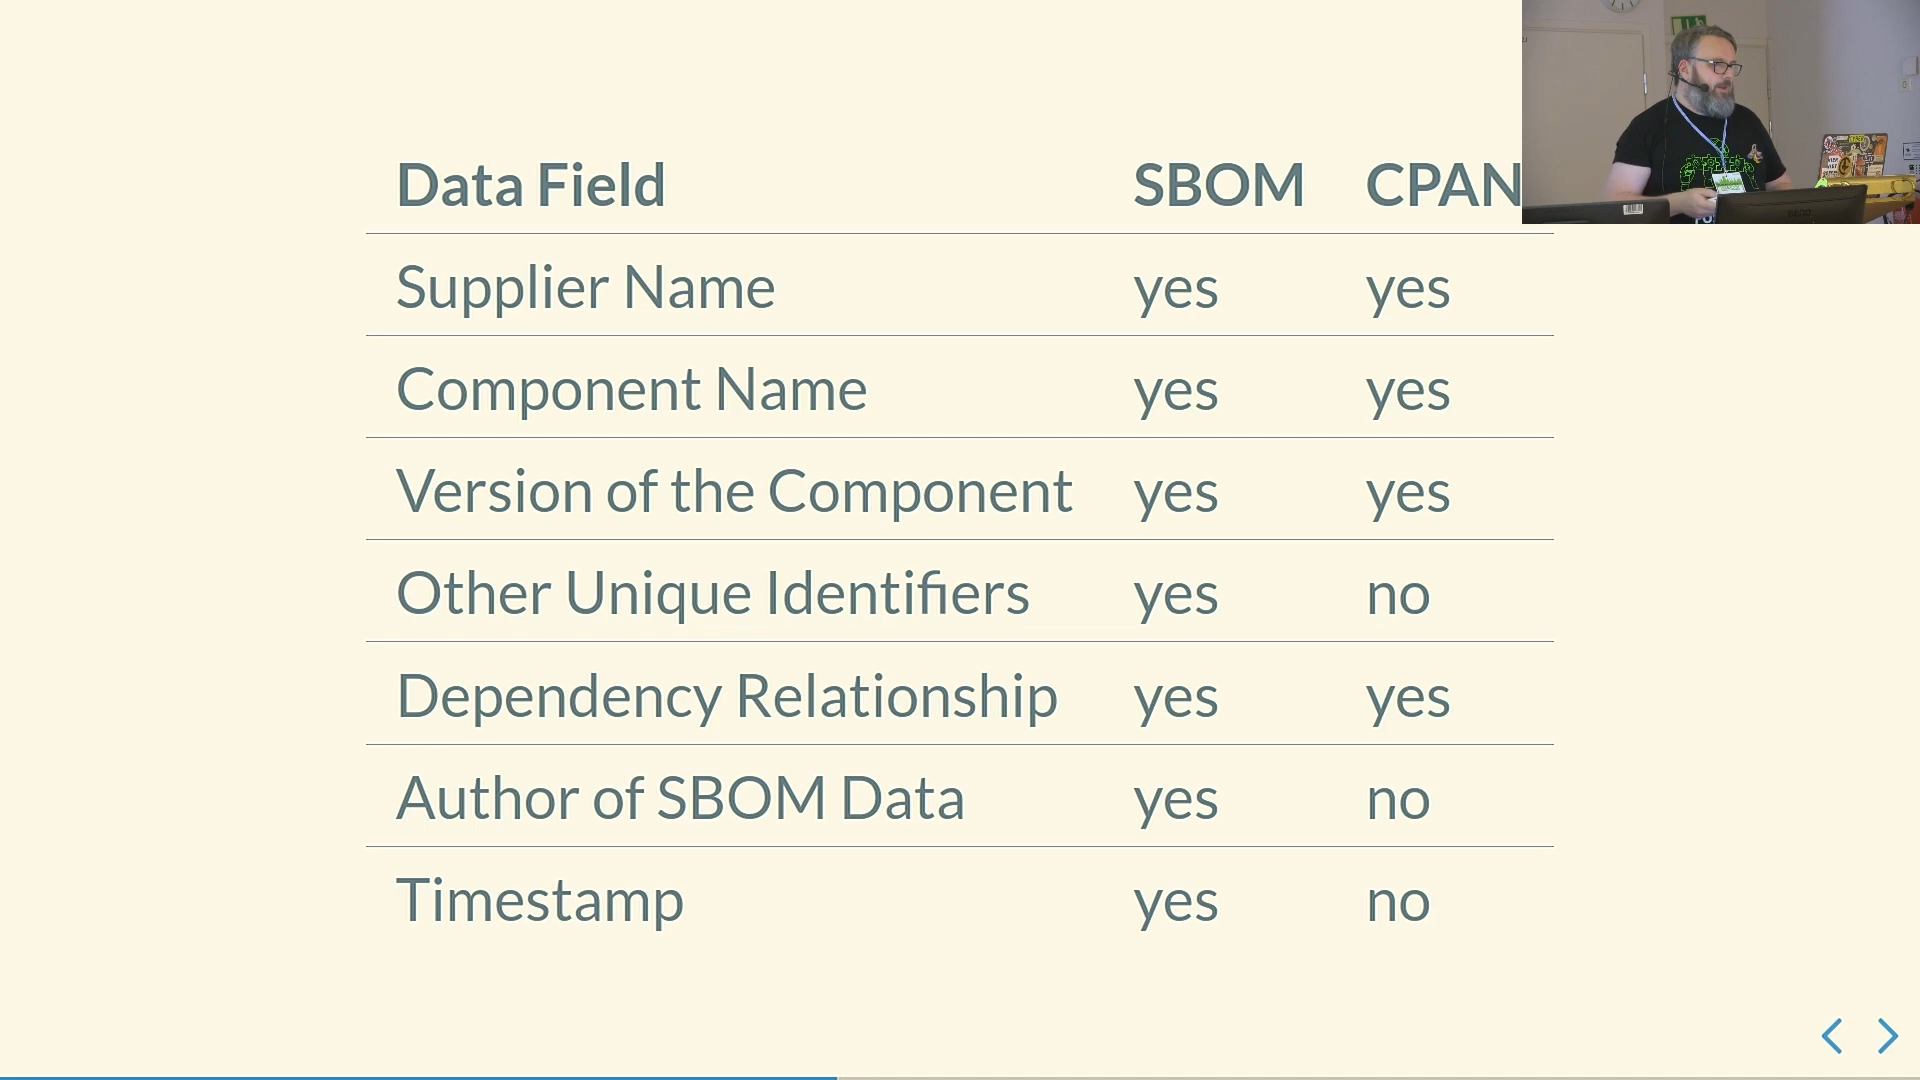 Data Field SBOM CPAN
Supplier Name yes yes
Component Name yes yes
Version of the Component yes yes
Other Unique Identifiers yes no
Dependency Relationship yes yes
Author of SBOM Data yes no
Timestamp yes no